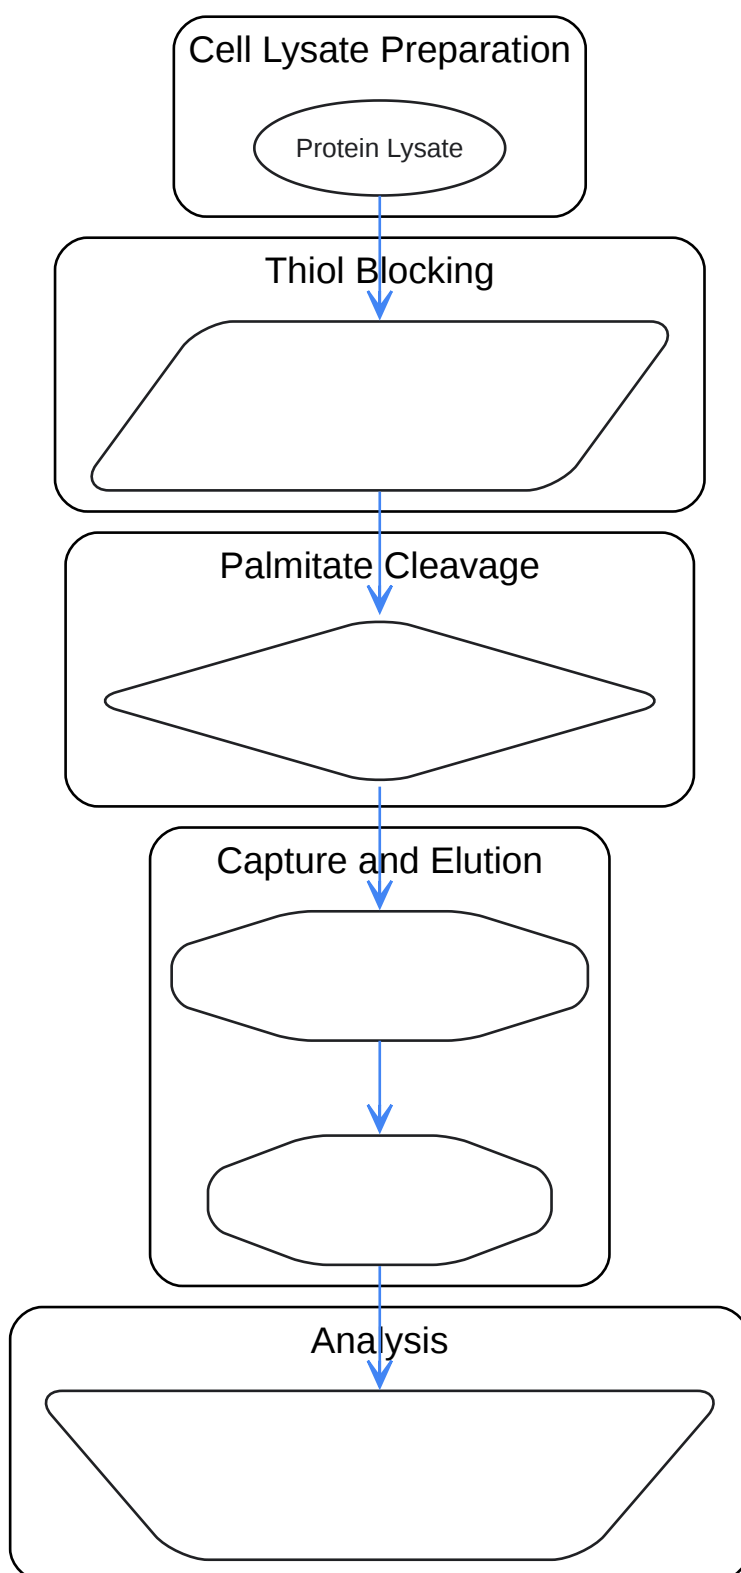 Cell Lysate Preparation
Protein Lysate
Thiol Blocking
Palmitate Cleavage
Capture and Elution
Analysis